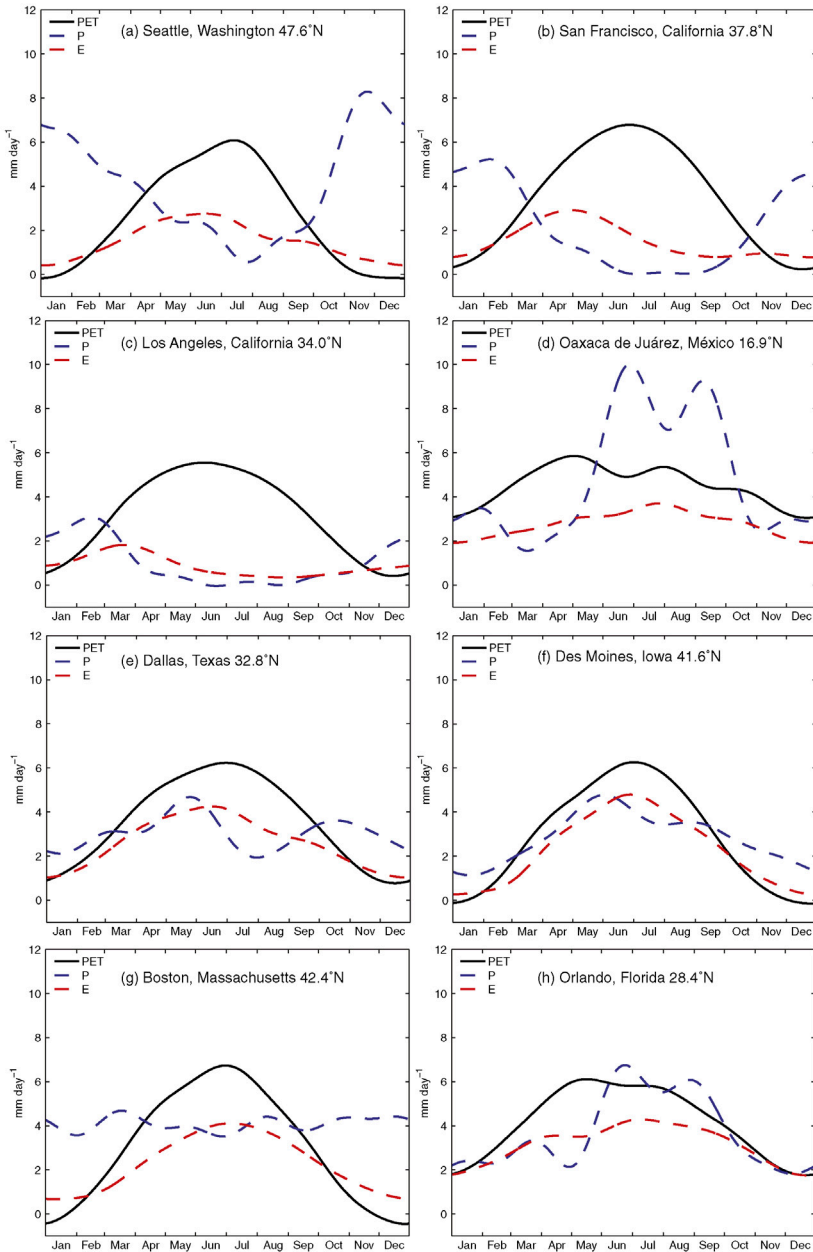 PET
P
E
(a) Seattle, Washington 47.6°N
12
10
8
6
4
2
0
mm day⁻¹
Jan Feb Mar Apr May Jun Jul Aug Sep Oct Nov Dec
PET
P
E
(b) San Francisco, California 37.8°N
12
10
8
6
4
2
0
mm day⁻¹
Jan Feb Mar Apr May Jun Jul Aug Sep Oct Nov Dec
PET
P
E
(c) Los Angeles, California 34.0°N
12
10
8
6
4
2
0
mm day⁻¹
Jan Feb Mar Apr May Jun Jul Aug Sep Oct Nov Dec
PET
P
E
(d) Oaxaca de Juárez, México 16.9°N
12
10
8
6
4
2
0
mm day⁻¹
Jan Feb Mar Apr May Jun Jul Aug Sep Oct Nov Dec
PET
P
E
(e) Dallas, Texas 32.8°N
12
10
8
6
4
2
0
mm day⁻¹
Jan Feb Mar Apr May Jun Jul Aug Sep Oct Nov Dec
PET
P
E
(f) Des Moines, Iowa 41.6°N
12
10
8
6
4
2
0
mm day⁻¹
Jan Feb Mar Apr May Jun Jul Aug Sep Oct Nov Dec
PET
P
E
(g) Boston, Massachusetts 42.4°N
12
10
8
6
4
2
0
mm day⁻¹
Jan Feb Mar Apr May Jun Jul Aug Sep Oct Nov Dec
PET
P
E
(h) Orlando, Florida 28.4°N
12
10
8
6
4
2
0
mm day⁻¹
Jan Feb Mar Apr May Jun Jul Aug Sep Oct Nov Dec